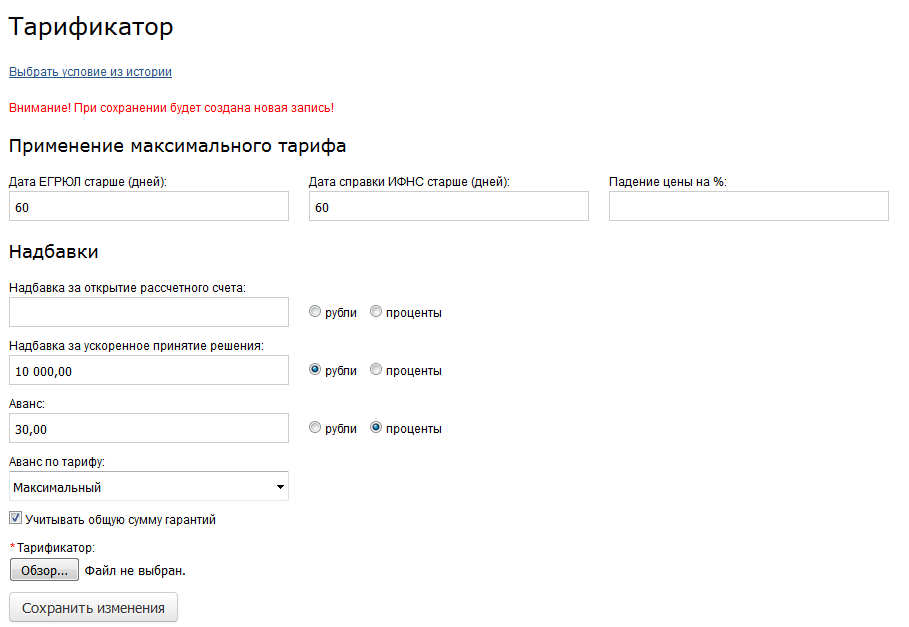 Тарификатор
Выбрать условие из истории
Внимание! При сохранении будет создана новая запись!
Применение максимального тарифа
Дата ЕГРЮЛ старше (дней): Дата справки ИФНС старше (дней): Падение цены на %:
60 60
Надбавки
Надбавка за открытие рассчетного счета:
рубли проценты
Надбавка за ускоренное принятие решения:
10 000,00 рубли проценты
Аванс:
30,00 рубли проценты
Аванс по тарифу:
Максимальный
Учитывать общую сумму гарантий
*Тарификатор:
Обзор... Файл не выбран.
Сохранить изменения